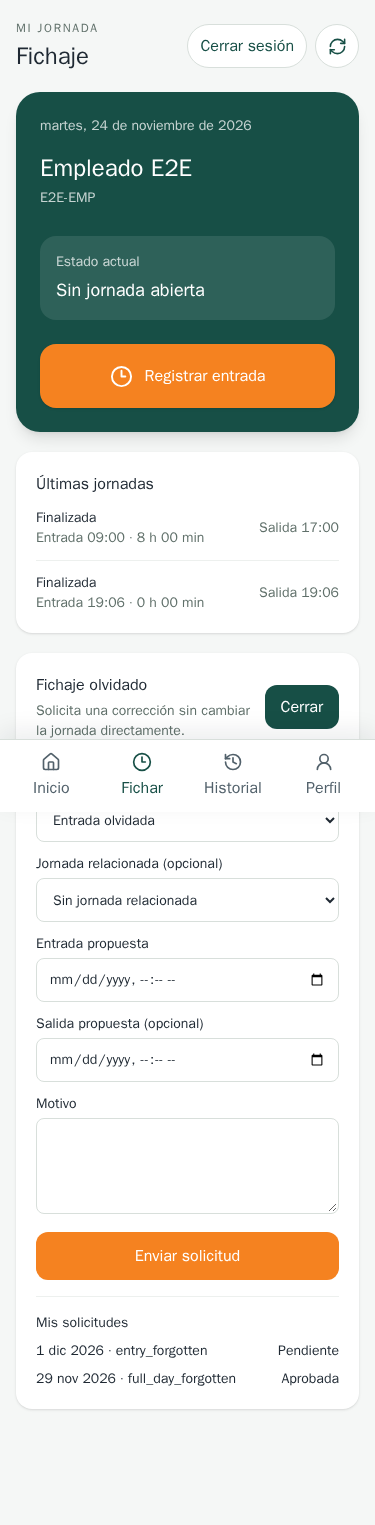 MI JORNADA
Fichaje
Cerrar sesión
martes, 24 de noviembre de 2026
Empleado E2E
E2E-EMP
Estado actual
Sin jornada abierta
Registrar entrada
Últimas jornadas
Finalizada
Entrada 09:00 · 8 h 00 min
Salida 17:00
Finalizada
Entrada 19:06 · 0 h 00 min
Salida 19:06
Fichaje olvidado
Solicita una corrección sin cambiar
la jornada directamente.
Cerrar
Inicio
Fichar
Historial
Perfil
Entrada olvidada
Jornada relacionada (opcional)
Sin jornada relacionada
Entrada propuesta
mm/dd/yyyy, --:-- --
Salida propuesta (opcional)
mm/dd/yyyy, --:-- --
Motivo
Enviar solicitud
Mis solicitudes
1 dic 2026 · entry_forgotten
Pendiente
29 nov 2026 · full_day_forgotten
Aprobada